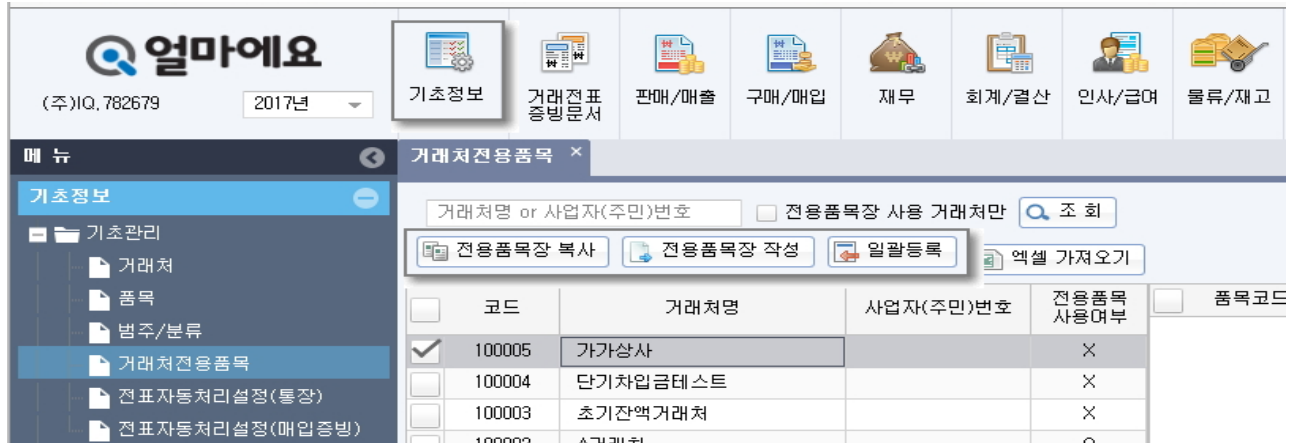 얼마에요
(주)IQ, 782679
2017년
기초정보
거래전표
증빙문서
판매/매출
구매/매입
재무
회계/결산
인사/급여
물류/재고
메 뉴
거래처전용품목 ×
기초정보
기초관리
거래처
품목
범주/분류
거래처전용품목
전표자동처리설정(통장)
전표자동처리설정(매입증빙)
거래처명 or 사업자(주민)번호
전용품목장 사용 거래처만
조 회
전용품목장 복사
전용품목장 작성
일괄등록
엑셀 가져오기
코드 거래처명 사업자(주민)번호 전용품목
사용여부
품목코드
100005 가가상사 X
100004 단기차입금테스트 X
100003 초기잔액거래처 X